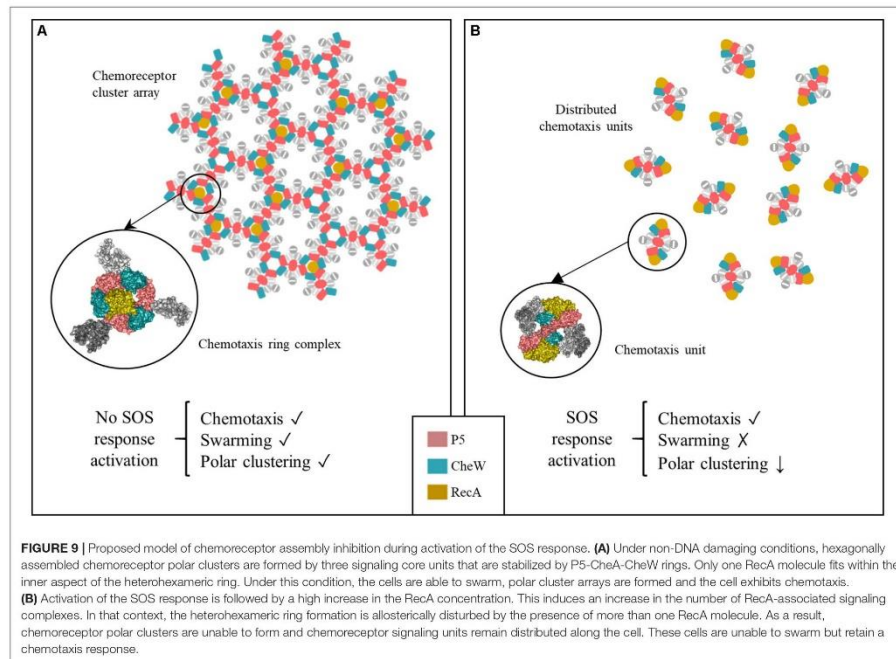 A
Chemoreceptor
cluster array
Chemotaxis ring complex
No SOS
response
activation
Chemotaxis ✓
Swarming ✓
Polar clustering ✓
B
Distributed
chemotaxis units
Chemotaxis unit
SOS
response
activation
Chemotaxis ✓
Swarming X
Polar clustering ↓
P5
CheW
RecA
FIGURE 9 | Proposed model of chemoreceptor assembly inhibition during activation of the SOS response. (A) Under non-DNA damaging conditions, hexagonally
assembled chemoreceptor polar clusters are formed by three signaling core units that are stabilized by P5-CheA-CheW rings. Only one RecA molecule fits within the
inner aspect of the heterohexameric ring. Under this condition, the cells are able to swarm, polar cluster arrays are formed and the cell exhibits chemotaxis.
(B) Activation of the SOS response is followed by a high increase in the RecA concentration. This induces an increase in the number of RecA-associated signaling
complexes. In that context, the heterohexameric ring formation is allosterically disturbed by the presence of more than one RecA molecule. As a result,
chemoreceptor polar clusters are unable to form and chemoreceptor signaling units remain distributed along the cell. These cells are unable to swarm but retain a
chemotaxis response.